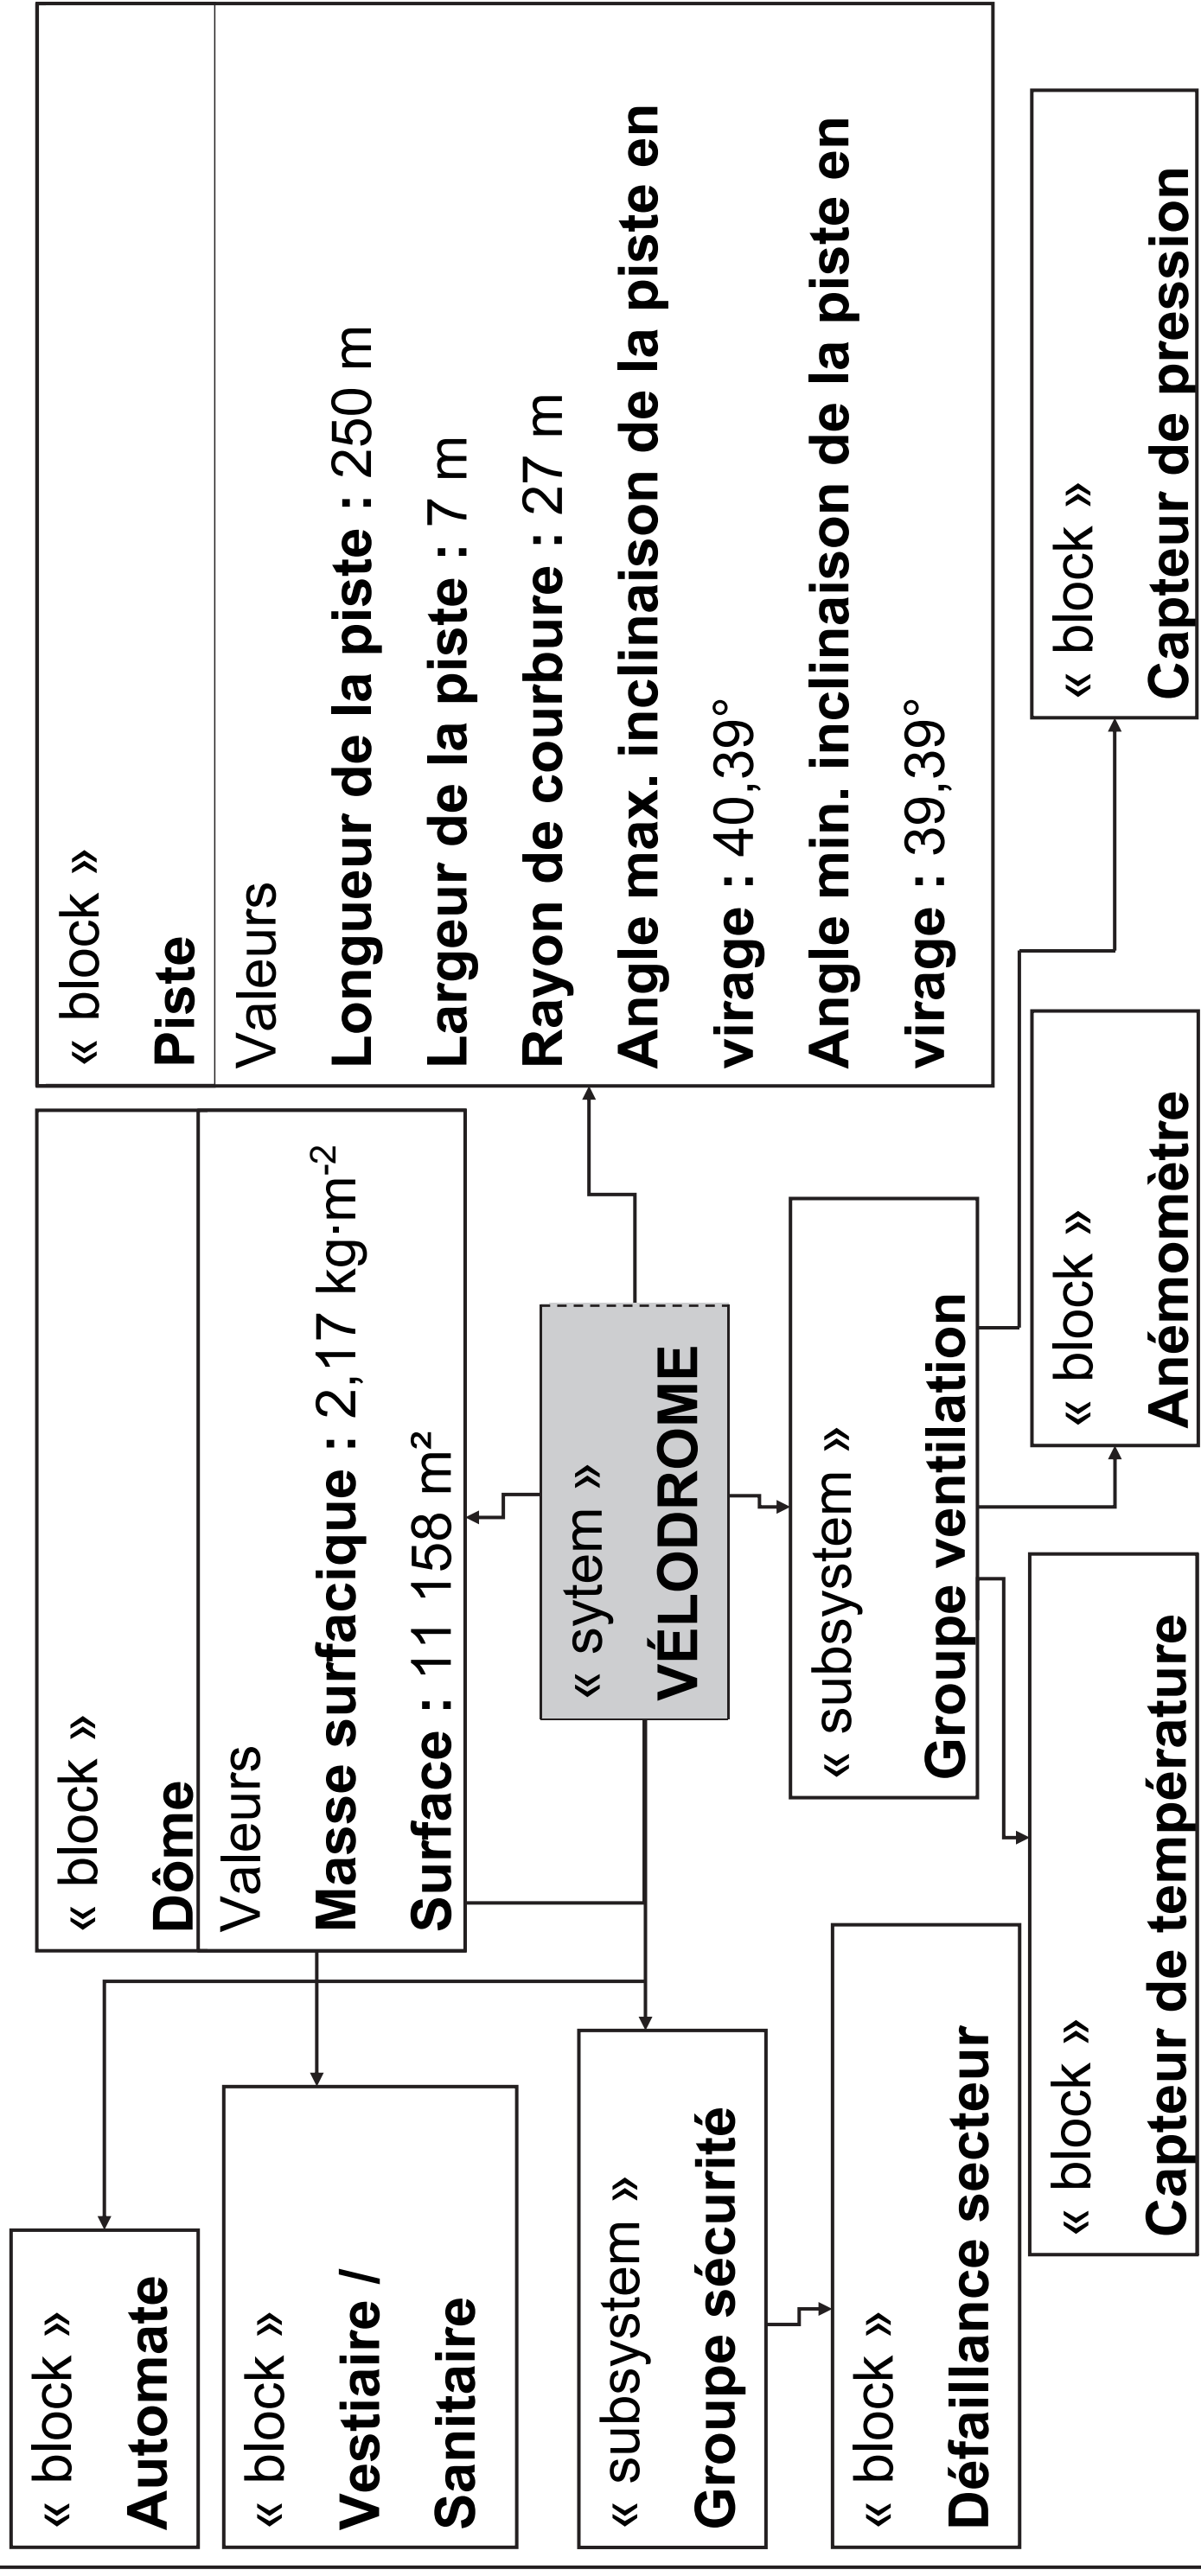 « block »
Automate
« block »
Vestiaire /
Sanitaire
« subsystem »
Groupe sécurité
« block »
Défaillance secteur
« block »
Dôme
Valeurs
Masse surfacique : 2,17 kg·m-2
Surface : 11 158 m²
« sytem »
VÉLODROME
« subsystem »
Groupe ventilation
« block »
Capteur de température
« block »
Anémomètre
« block »
Capteur de pression
« block »
Piste
Valeurs
Longueur de la piste : 250 m
Largeur de la piste : 7 m
Rayon de courbure : 27 m
Angle max. inclinaison de la piste en
virage : 40,39°
Angle min. inclinaison de la piste en
virage : 39,39°